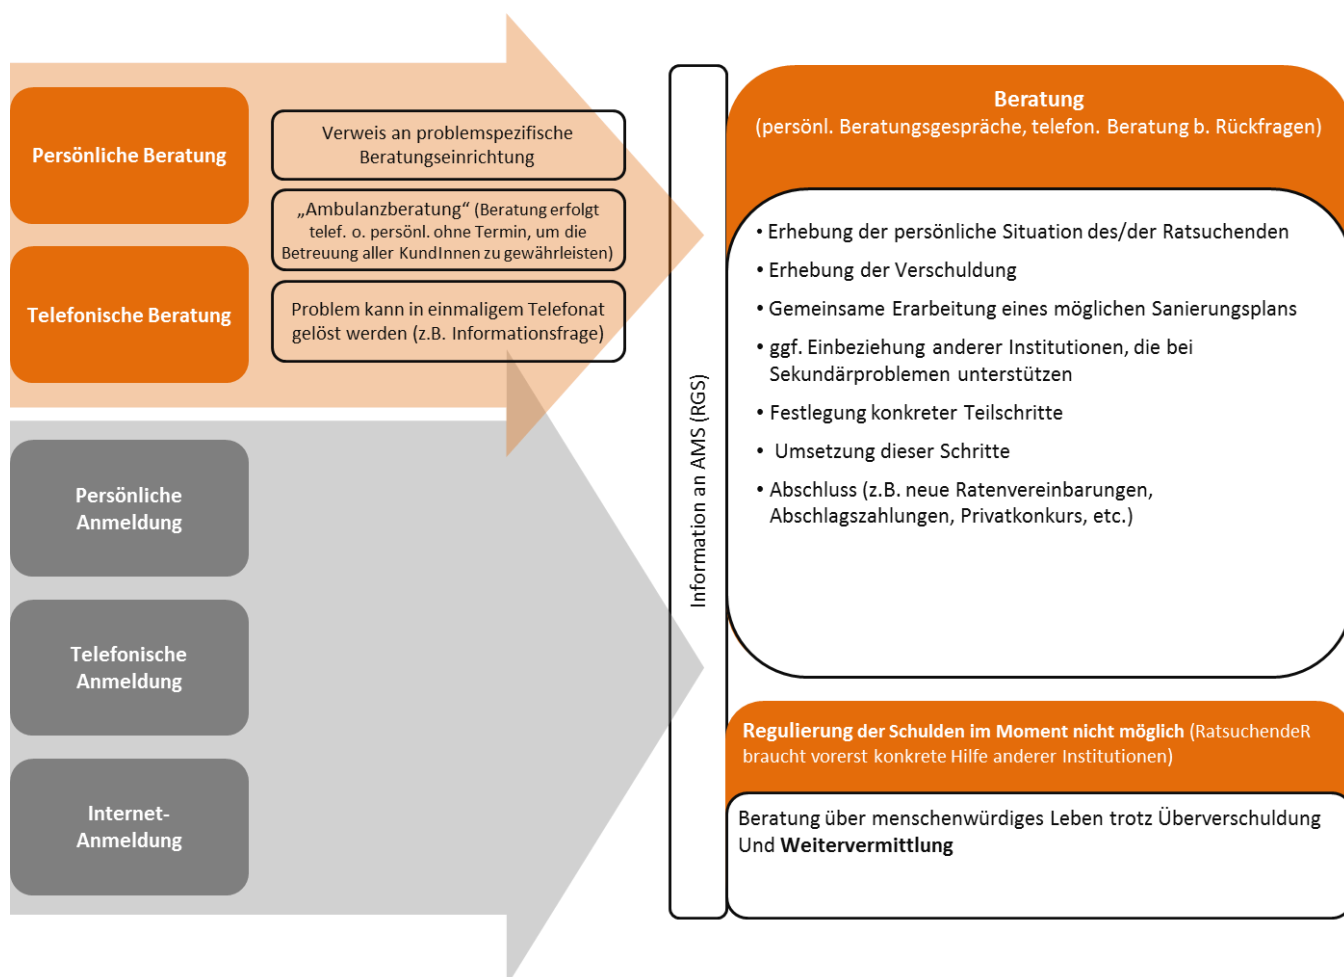 Persönliche Beratung
Telefonische Beratung
Verweis an problemspezifische
Beratungseinrichtung
„Ambulanzberatung“ (Beratung erfolgt
telef. o. persönl. ohne Termin, um die
Betreuung aller KundInnen zu gewährleisten)
Problem kann in einmaligem Telefonat
gelöst werden (z.B. Informationsfrage)
Persönliche
Anmeldung
Telefonische
Anmeldung
Internet-
Anmeldung
Information an AMS (RGS)
Beratung
(persönl. Beratungsgespräche, telefon. Beratung b. Rückfragen)
• Erhebung der persönliche Situation des/der Ratsuchenden
• Erhebung der Verschuldung
• Gemeinsame Erarbeitung eines möglichen Sanierungsplans
• ggf. Einbeziehung anderer Institutionen, die bei
Sekundärproblemen unterstützen
• Festlegung konkreter Teilschritte
• Umsetzung dieser Schritte
• Abschluss (z.B. neue Ratenvereinbarungen,
Abschlagszahlungen, Privatkonkurs, etc.)
Regulierung der Schulden im Moment nicht möglich (RatsuchendeR
braucht vorerst konkrete Hilfe anderer Institutionen)
Beratung über menschenwürdiges Leben trotz Überverschuldung
Und Weitervermittlung